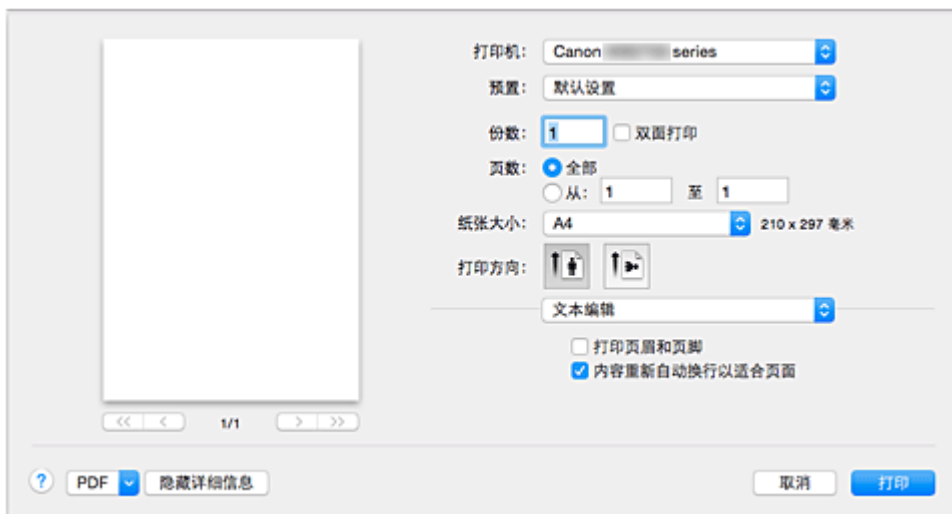 打印机: Canon series
预置: 默认设置
份数: 1 双面打印
页数: 全部
从: 1 至 1
纸张大小: A4 210 x 297 毫米
打印方向:
文本编辑
打印页眉和页脚
内容重新自动换行以适合页面
<< < 1/1 > >>
? PDF 隐藏详细信息 取消 打印